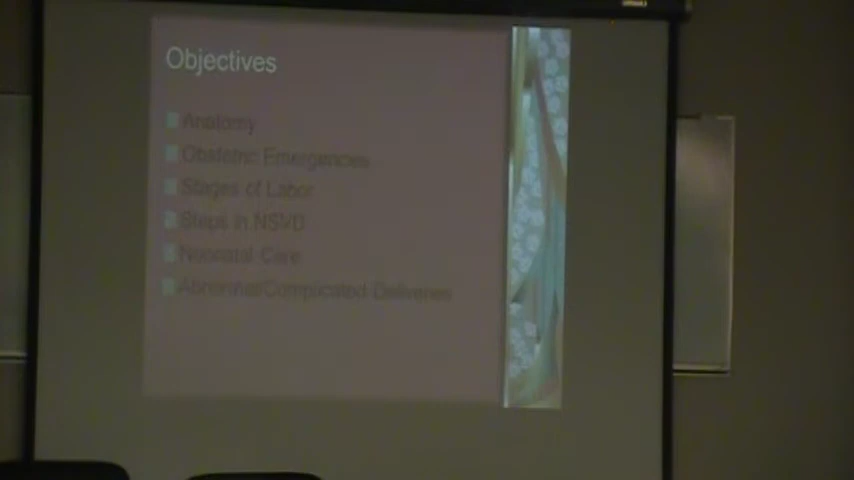 Objectives
Anatomy
Obstetric Emergencies
Stages of Labor
Steps in NSVD
Neonatal Care
Abnormal/Complicated Deliveries